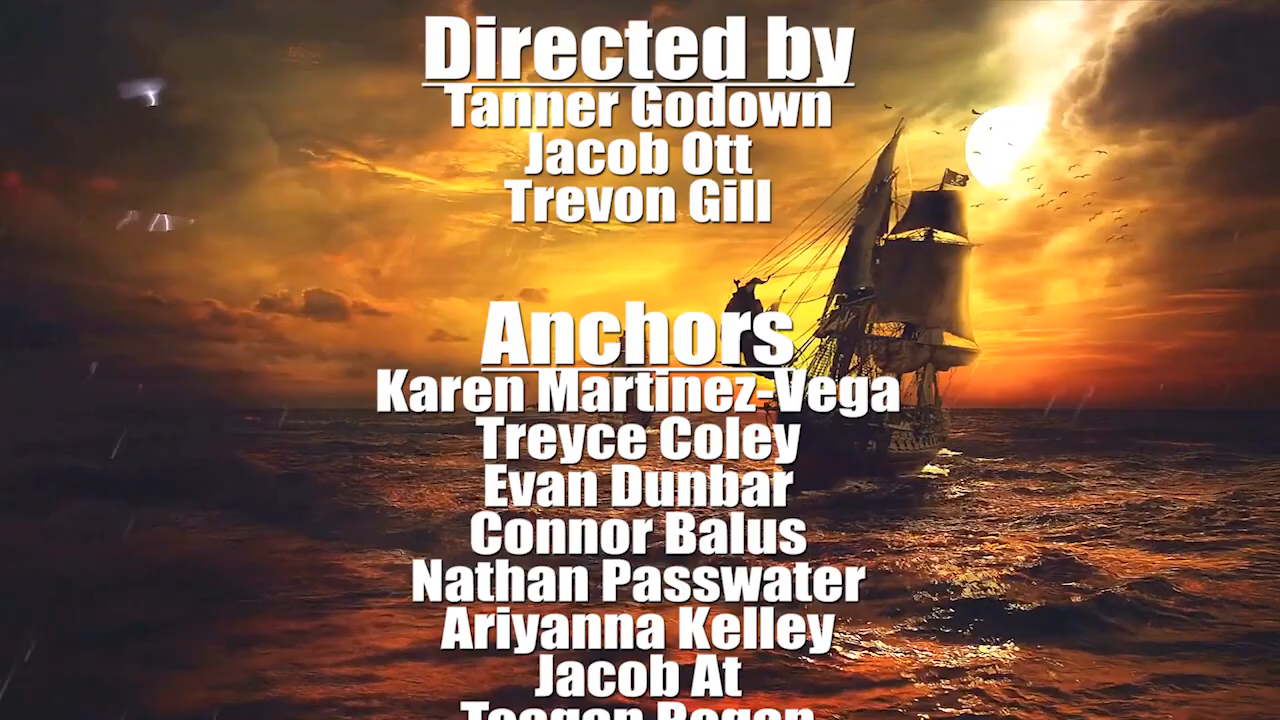 Directed by
Tanner Godown
Jacob Ott
Trevon Gill
Anchors
Karen Martinez-Vega
Treyce Coley
Evan Dunbar
Connor Balus
Nathan Passwater
Ariyanna Kelley
Jacob At